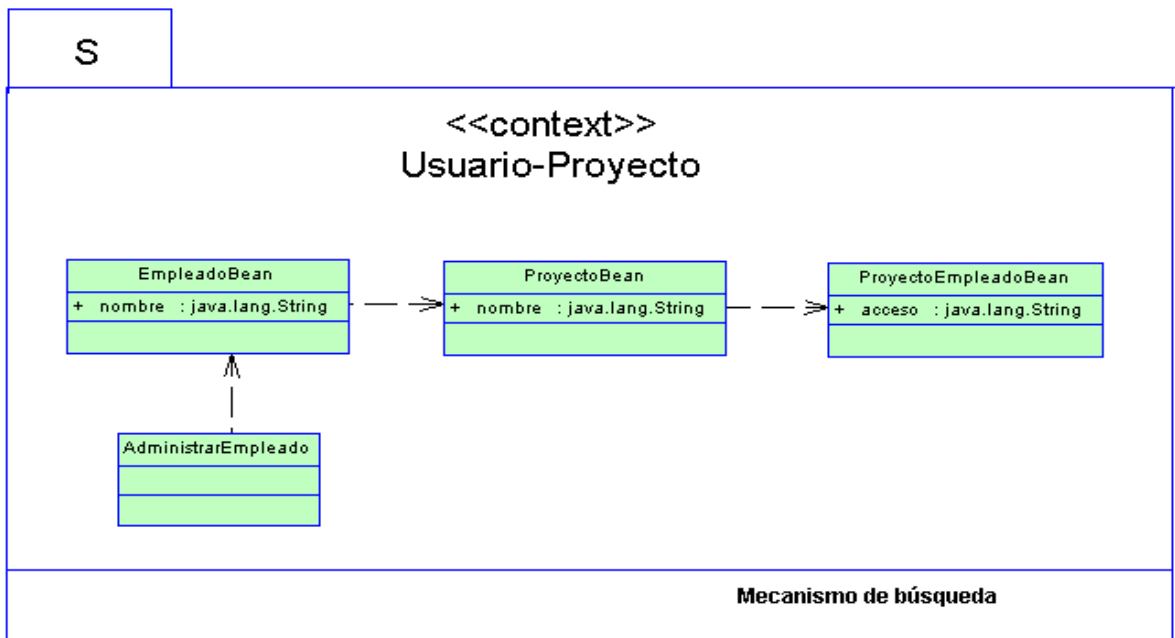 S
<<context>>
Usuario-Proyecto
EmpleadoBean
+ nombre : java.lang.String
ProyectoBean
+ nombre : java.lang.String
ProyectoEmpleadoBean
+ acceso : java.lang.String
AdministrarEmpleado
Mecanismo de búsqueda